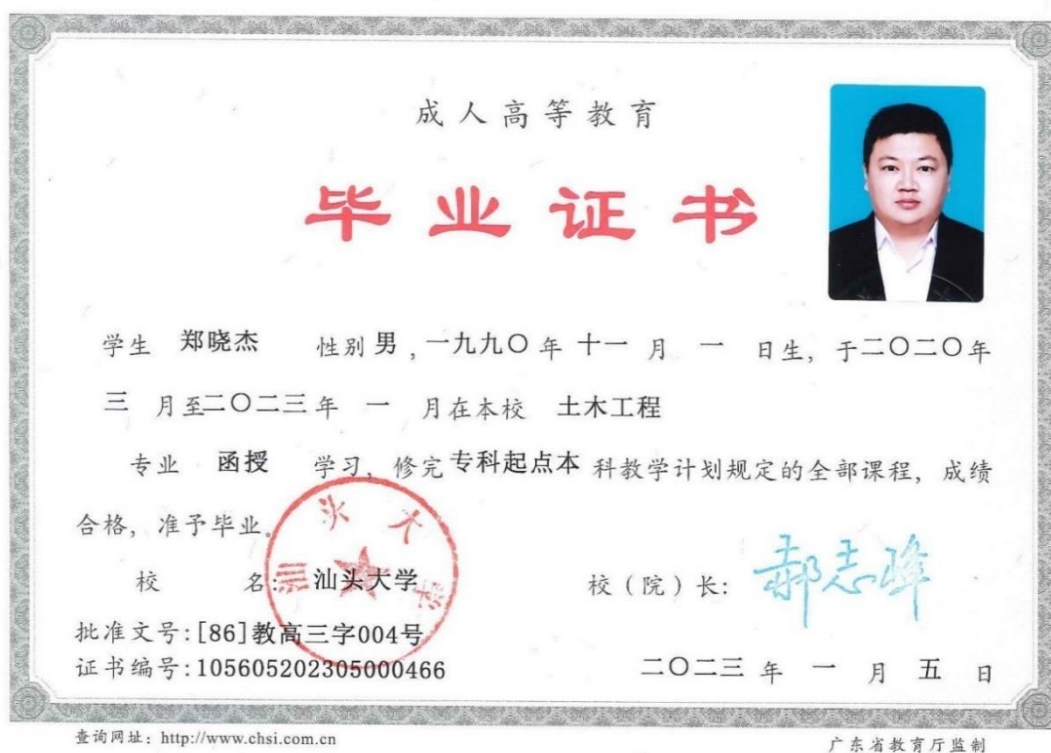 成人高等教育
毕业证书
学生 郑晓杰 性别 男,一九九〇年 十一 月 一 日生,于二〇二〇年
三 月至二〇二三年 一 月在本校 土木工程
专业 函授 学习,修完专科起点本科教学计划规定的全部课程,成绩
合格,准予毕业。
汕头大学
校 名:汕头大学 校(院)长:郝志峰
批准文号:[86]教高三字004号
证书编号:105605202305000466 二〇二三 年 一 月 五 日
查询网址:http://www.chsi.com.cn 广东省教育厅监制